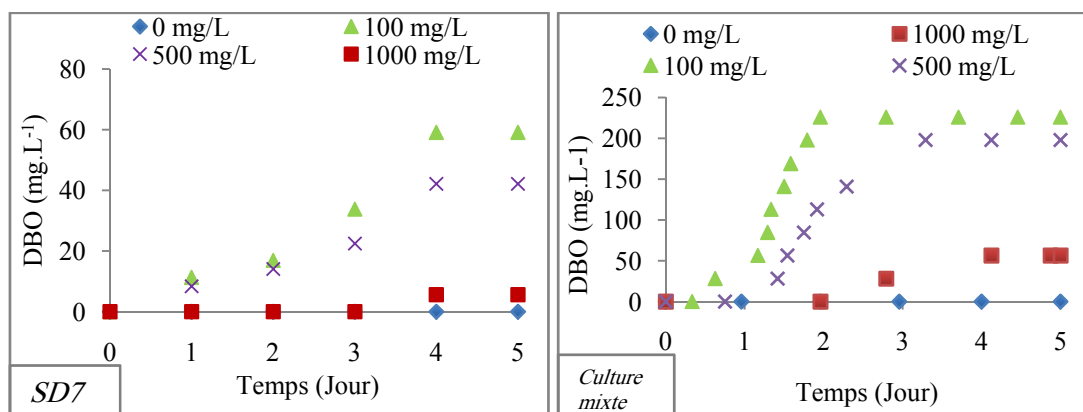 0 mg/L 100 mg/L
500 mg/L 1000 mg/L
80
60
40
20
0
DBO (mg.L-1)
0 1 2 3 4 5
Temps (Jour)
SD7
0 mg/L 1000 mg/L
100 mg/L 500 mg/L
250
200
150
100
50
0
DBO (mg.L-1)
0 1 2 3 4 5
Temps (Jour)
Culture
mixte